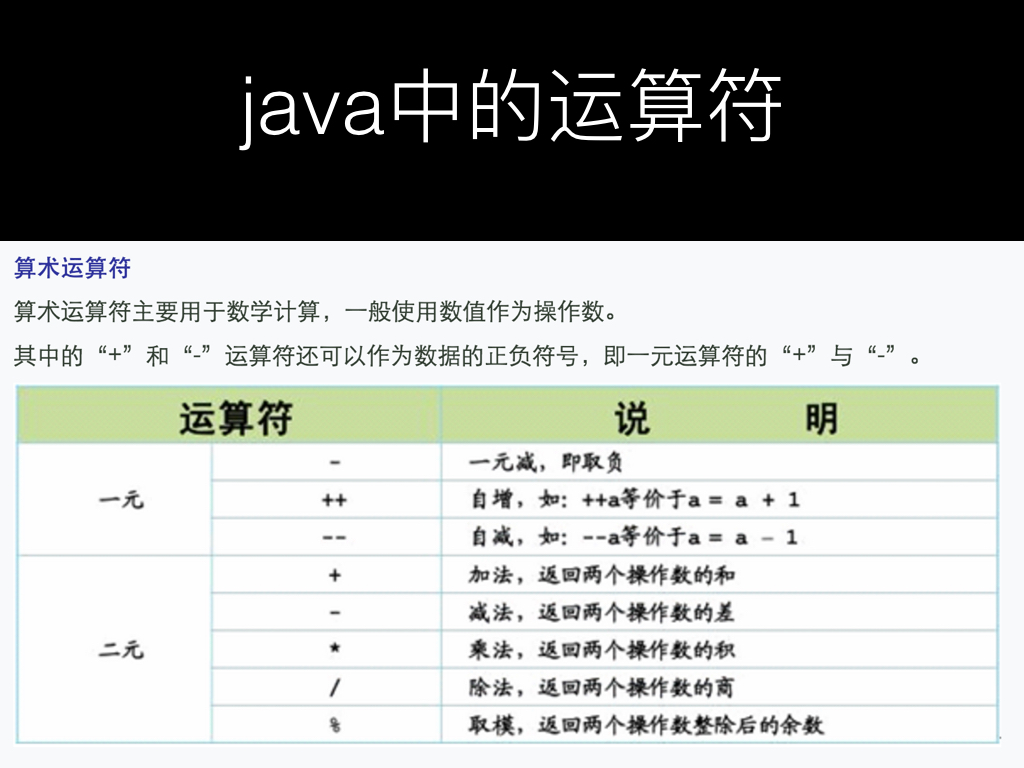 java中的运算符
算术运算符
算术运算符主要用于数学计算，一般使用数值作为操作数。
其中的“+”和“-”运算符还可以作为数据的正负符号，即一元运算符的“+”与“-”。
运算符 说 明
一元
- 一元减，即取负
++ 自增，如：++a等价于a = a + 1
-- 自减，如：--a等价于a = a – 1
二元
+ 加法，返回两个操作数的和
- 减法，返回两个操作数的差
* 乘法，返回两个操作数的积
/ 除法，返回两个操作数的商
% 取模，返回两个操作数整除后的余数